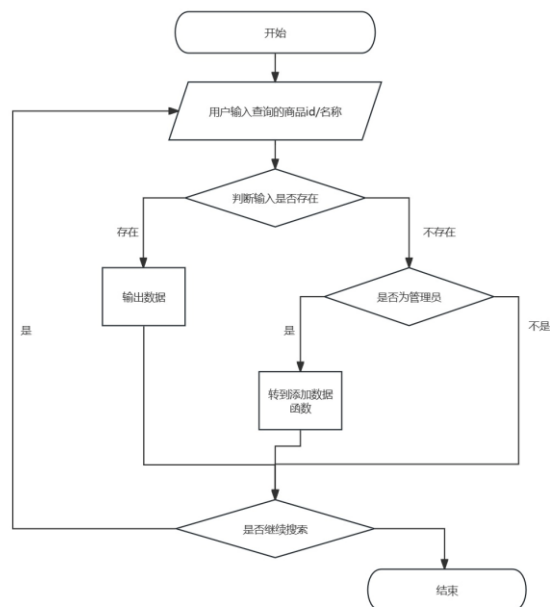 开始
用户输入查询的商品id/名称
判断输入是否存在
存在
不存在
输出数据
是否为管理员
是
是
不是
转到添加数据
函数
是否继续搜索
结束